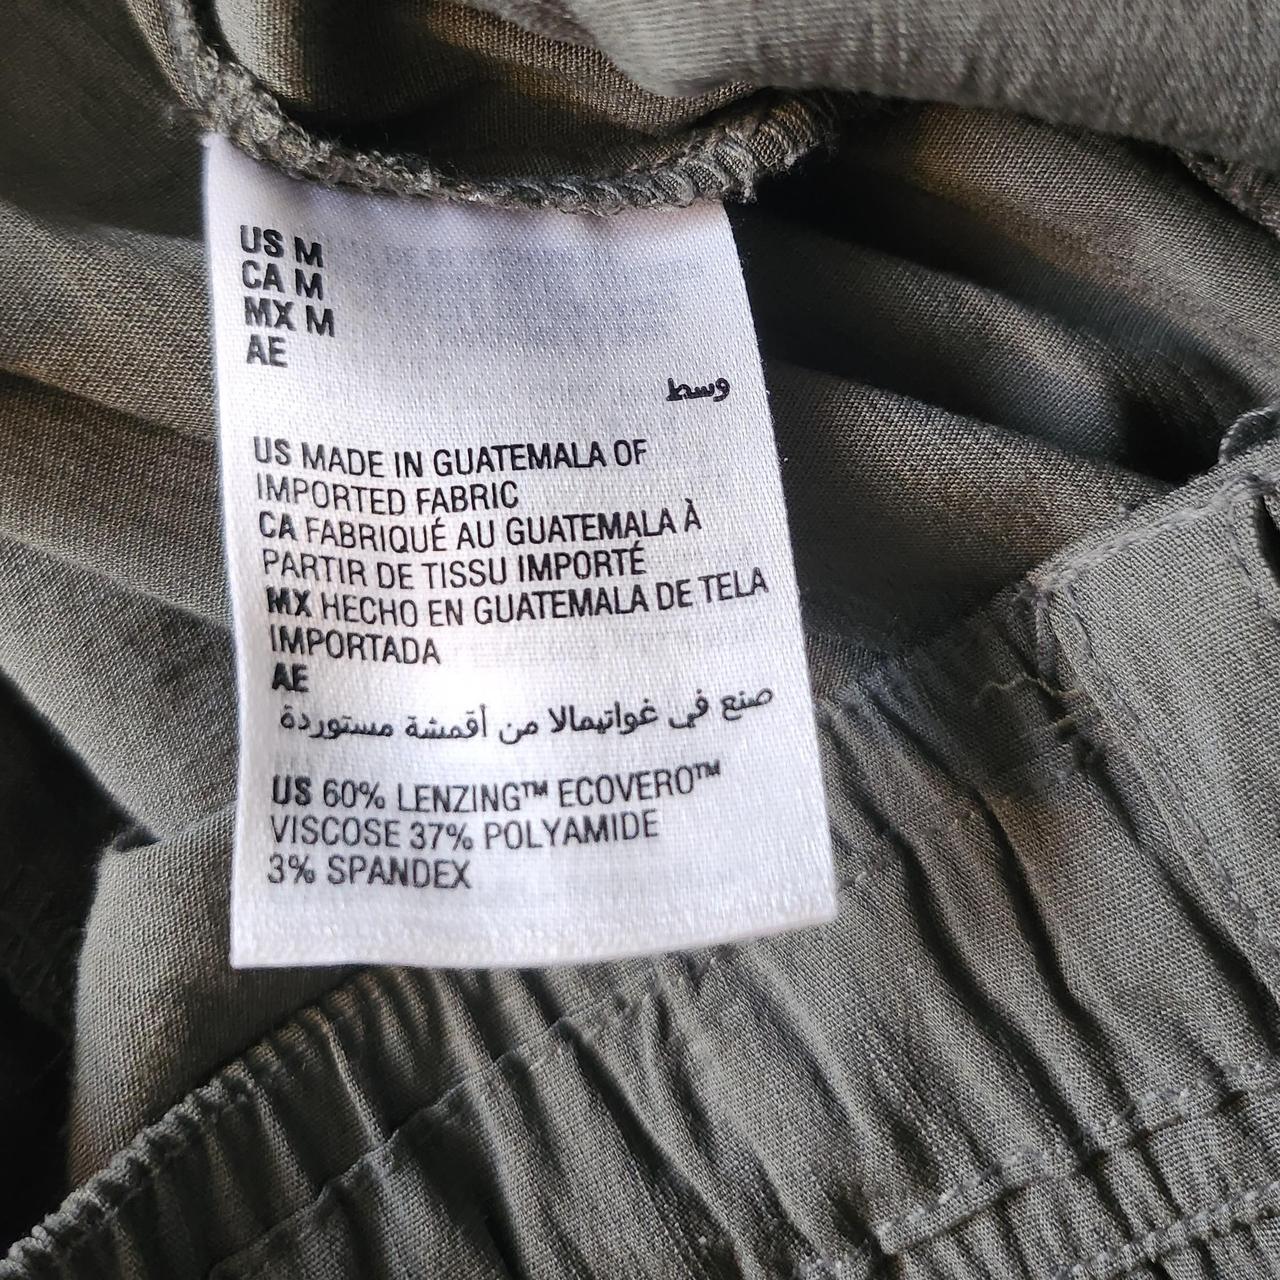 US M
CA M
MX M
AE
وسط
US MADE IN GUATEMALA OF
IMPORTED FABRIC
CA FABRIQUÉ AU GUATEMALA À
PARTIR DE TISSU IMPORTÉ
MX HECHO EN GUATEMALA DE TELA
IMPORTADA
AE
صنع في غواتيمالا من أقمشة مستوردة
US 60% LENZING™ ECOVERO™
VISCOSE 37% POLYAMIDE
3% SPANDEX